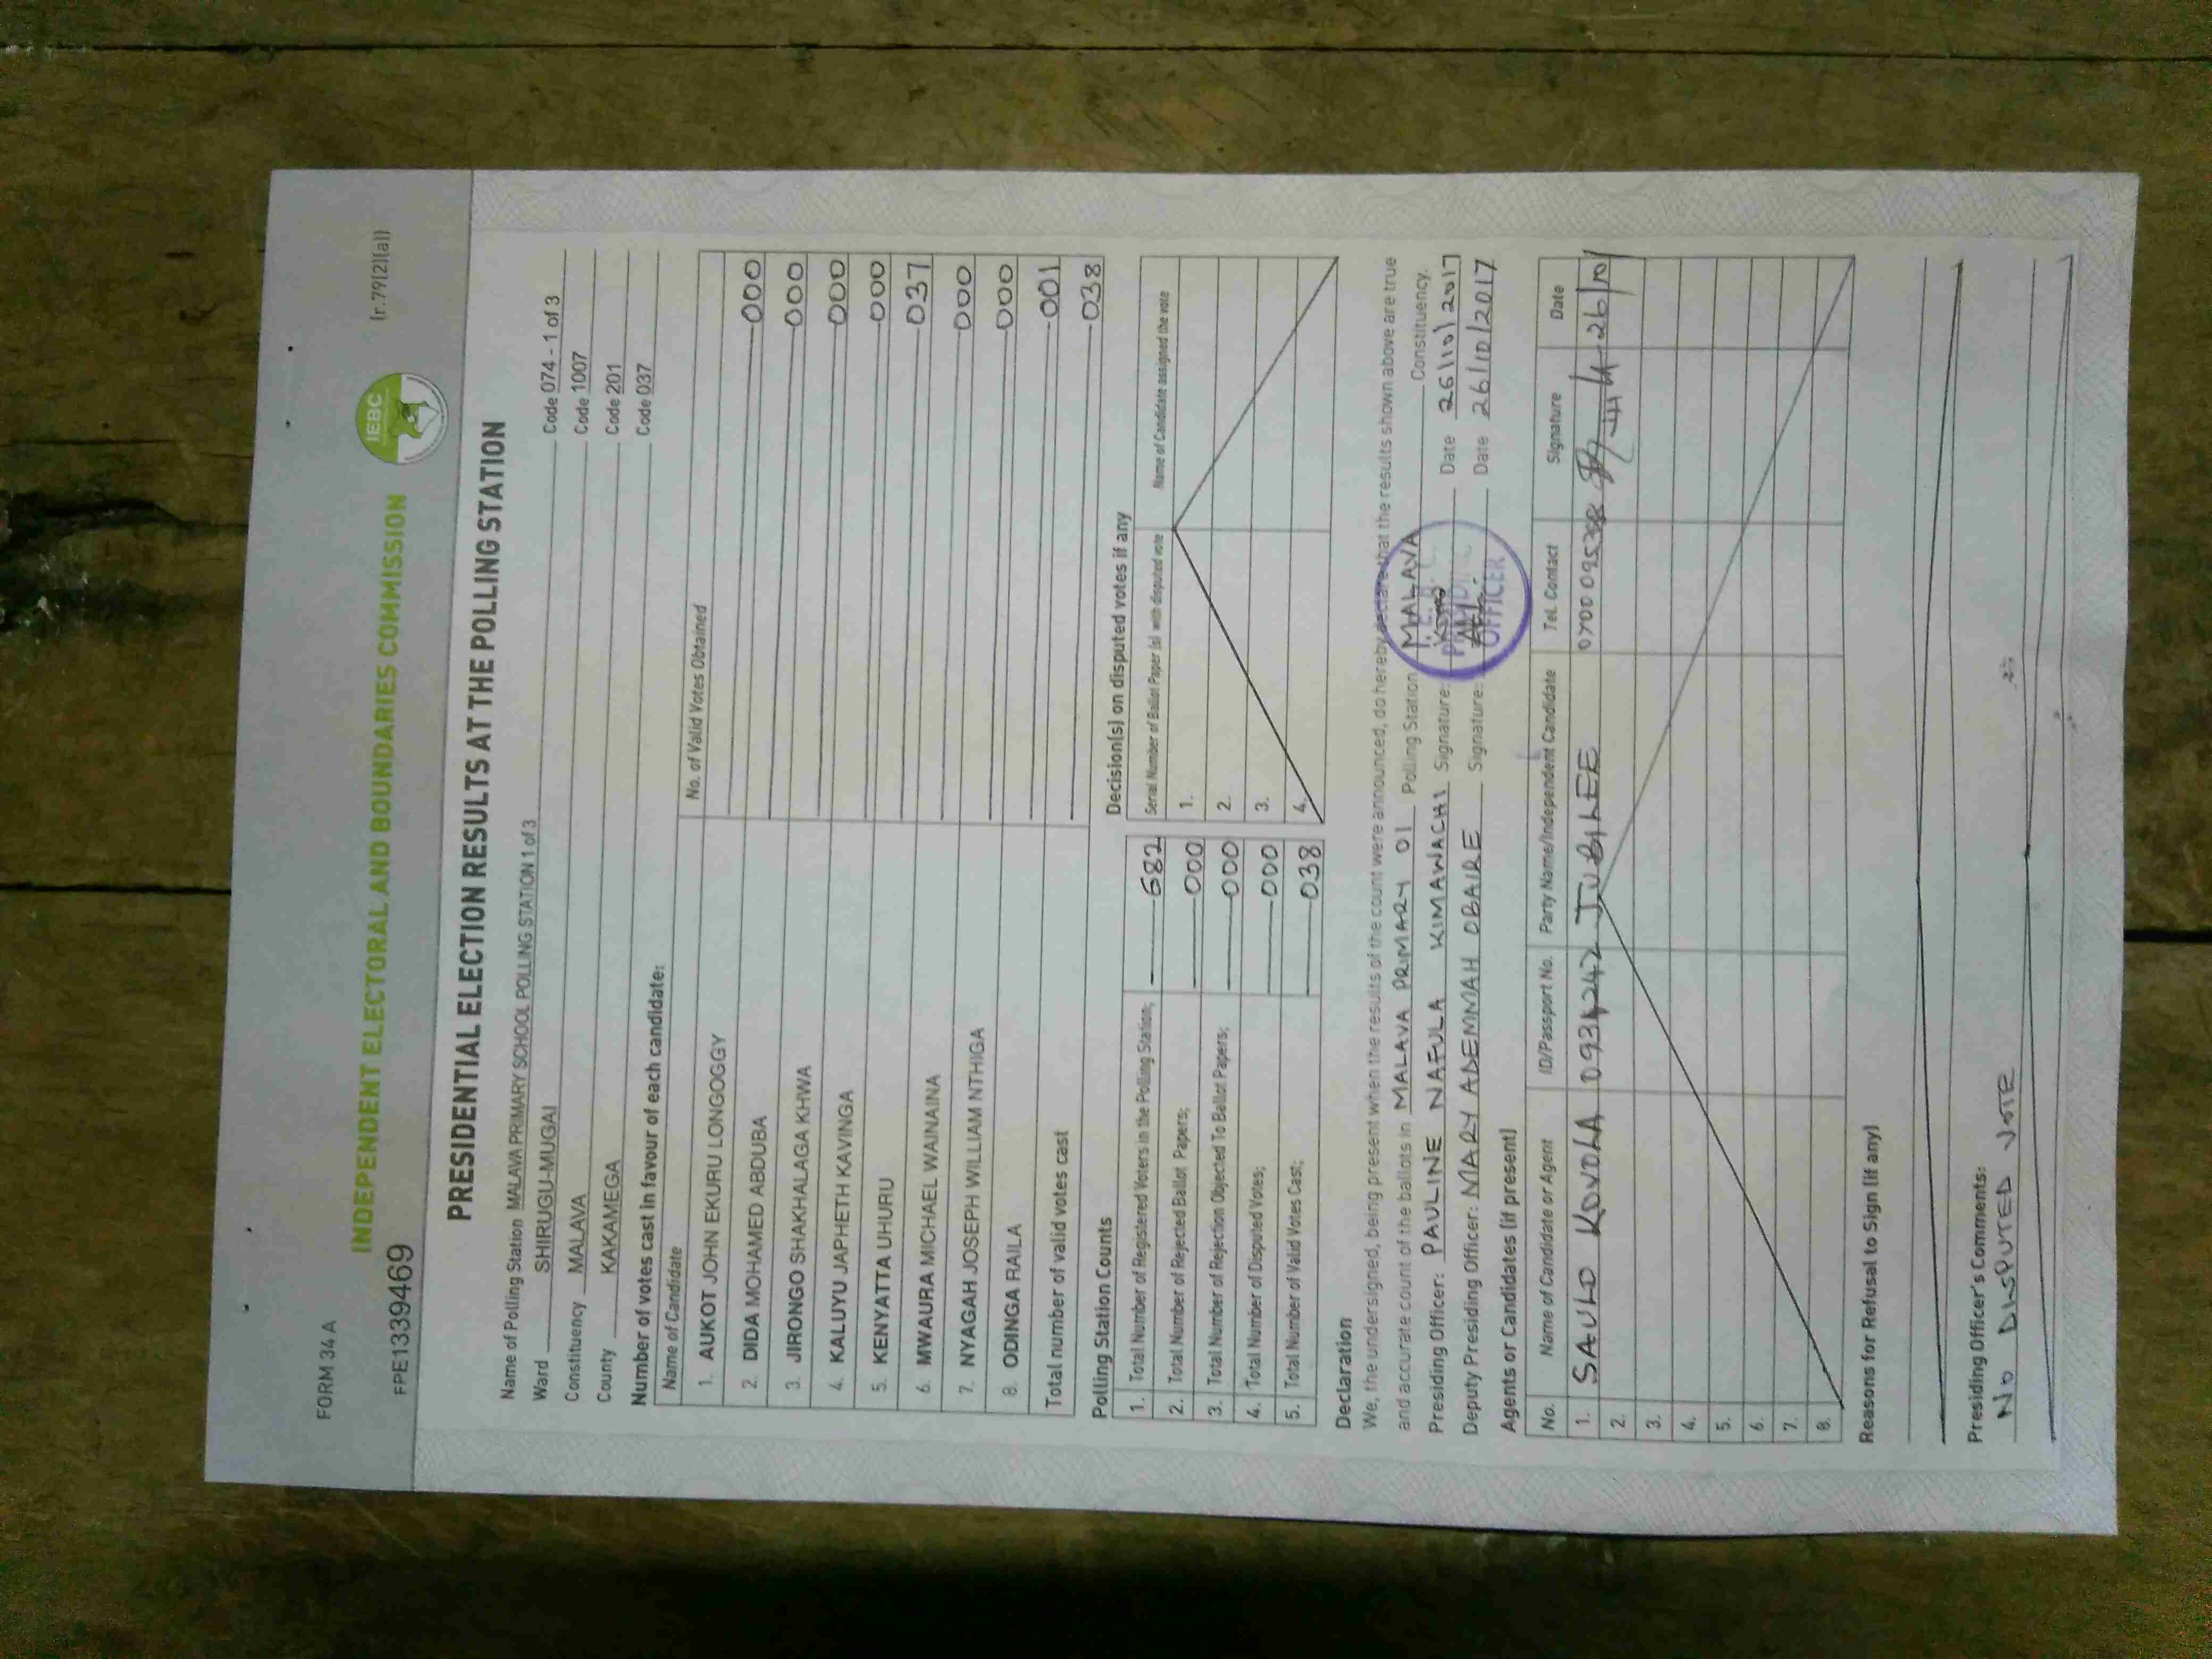 FORM 34 A
(r.79(2)(a))
INDEPENDENT ELECTORAL AND BOUNDARIES COMMISSION
IEBC
FPE1339469
PRESIDENTIAL ELECTION RESULTS AT THE POLLING STATION
Name of Polling Station MALAVA PRIMARY SCHOOL POLLING STATION 1 of 3 Code 074 - 1 of 3
Ward SHIRUGU-MUGAI Code 1007
Constituency MALAVA Code 201
County KAKAMEGA Code 037
Number of votes cast in favour of each candidate:
Name of Candidate No. of Valid Votes Obtained
1. AUKOT JOHN EKURU LONGOGGY 000
2. DIDA MOHAMED ABDUBA 000
3. JIRONGO SHAKHALAGA KHWA 000
4. KALUYU JAPHETH KAVINGA 000
5. KENYATTA UHURU 037
6. MWAURA MICHAEL WAINAINA 000
7. NYAGAH JOSEPH WILLIAM NTHIGA 000
8. ODINGA RAILA 001
Total number of valid votes cast 038
Polling Station Counts
1. Total Number of Registered Voters in the Polling Station; 682
2. Total Number of Rejected Ballot Papers; 000
3. Total Number of Rejection Objected To Ballot Papers; 000
4. Total Number of Disputed Votes; 000
5. Total Number of Valid Votes Cast; 038
Decision(s) on disputed votes if any
Serial Number of Ballot Paper (s) with disputed vote Name of Candidate assigned the vote
1.
2.
3.
4.
Declaration
We, the undersigned, being present when the results of the count were announced, do hereby declare that the results shown above are true
and accurate count of the ballots in MALAVA PRIMARY 01 Polling Station MALAVA Constituency.
Presiding Officer: PAULINE NAFULA KIMAWACHI Signature: Date 26/10/2017
Deputy Presiding Officer: MARY ADEMMAH OBAIRE Signature: Date 26/10/2017
OFFICER
Agents or Candidates (if present)
No. Name of Candidate or Agent ID/Passport No. Party Name/Independent Candidate Tel. Contact Signature Date
1. SAULO JUBILEE 26/10/
2.
3.
4.
5.
6.
7.
8.
Reasons for Refusal to Sign (if any)
Presiding Officer's Comments:
No DISPUTED VOTE